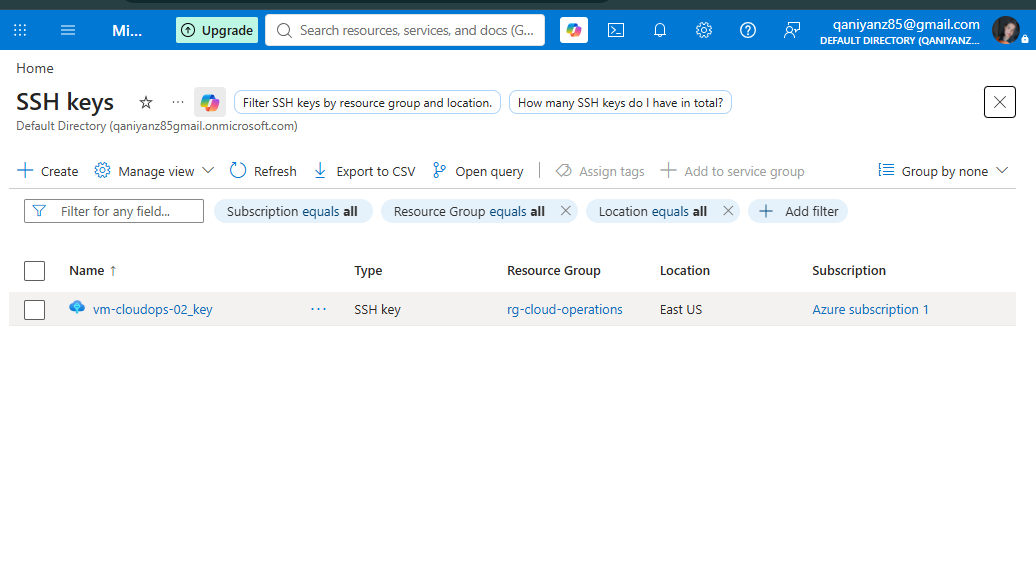 Mi...
Upgrade
Search resources, services, and docs (G...
qaniyanz85@gmail.com
DEFAULT DIRECTORY (QANIYANZ...
Home
SSH keys
...
Filter SSH keys by resource group and location.
How many SSH keys do I have in total?
Default Directory (qaniyanz85gmail.onmicrosoft.com)
Create
Manage view
Refresh
Export to CSV
Open query
Assign tags
Add to service group
Group by none
Filter for any field...
Subscription equals all
Resource Group equals all
Location equals all
Add filter
Name ↑ Type Resource Group Location Subscription
vm-cloudops-02_key ... SSH key rg-cloud-operations East US Azure subscription 1